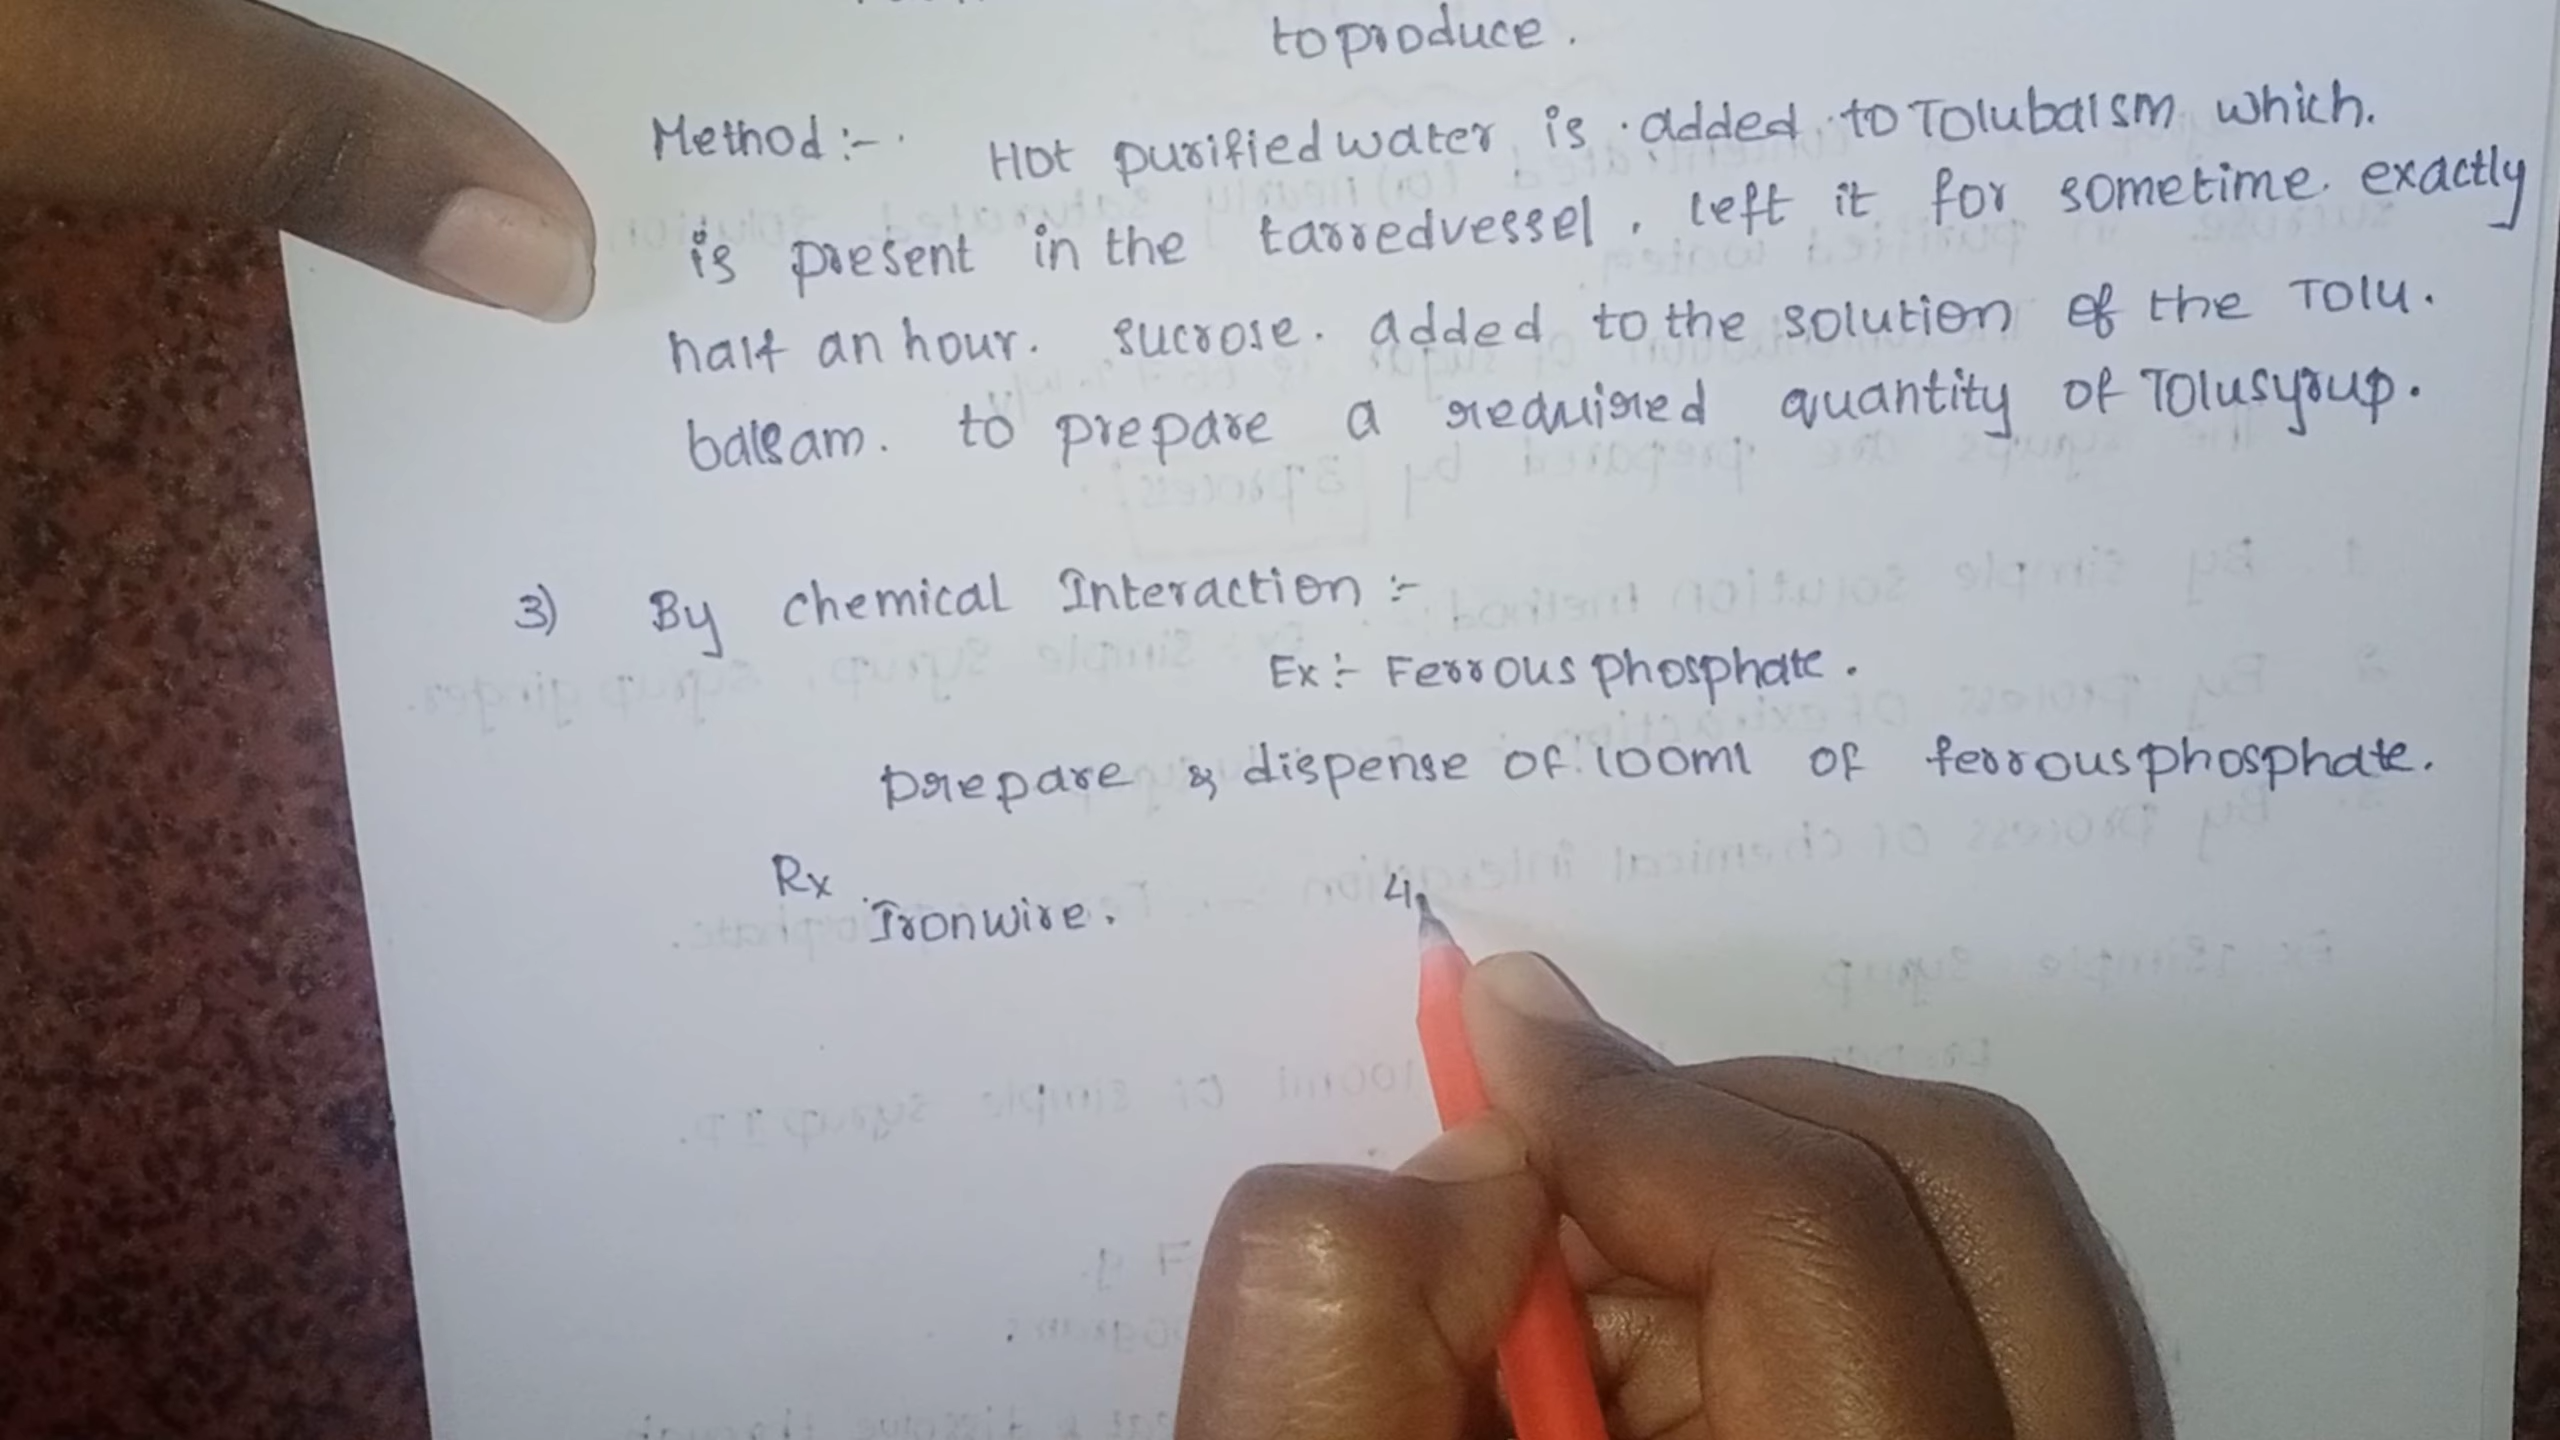 to produce.
Method :- Hot purified water is added to Tolubalsm which.
is present in the tarredvessel. left it for sometime. exactly
half an hour. sucrose. added to the solution of the Tolu.
balsam. to prepare a required quantity of Tolusyrup.
3) By chemical Interaction :-
Ex :- Ferrous phosphate.
prepare & dispense of 100ml of ferrousphosphate.
Rx
Ironwire. 4.